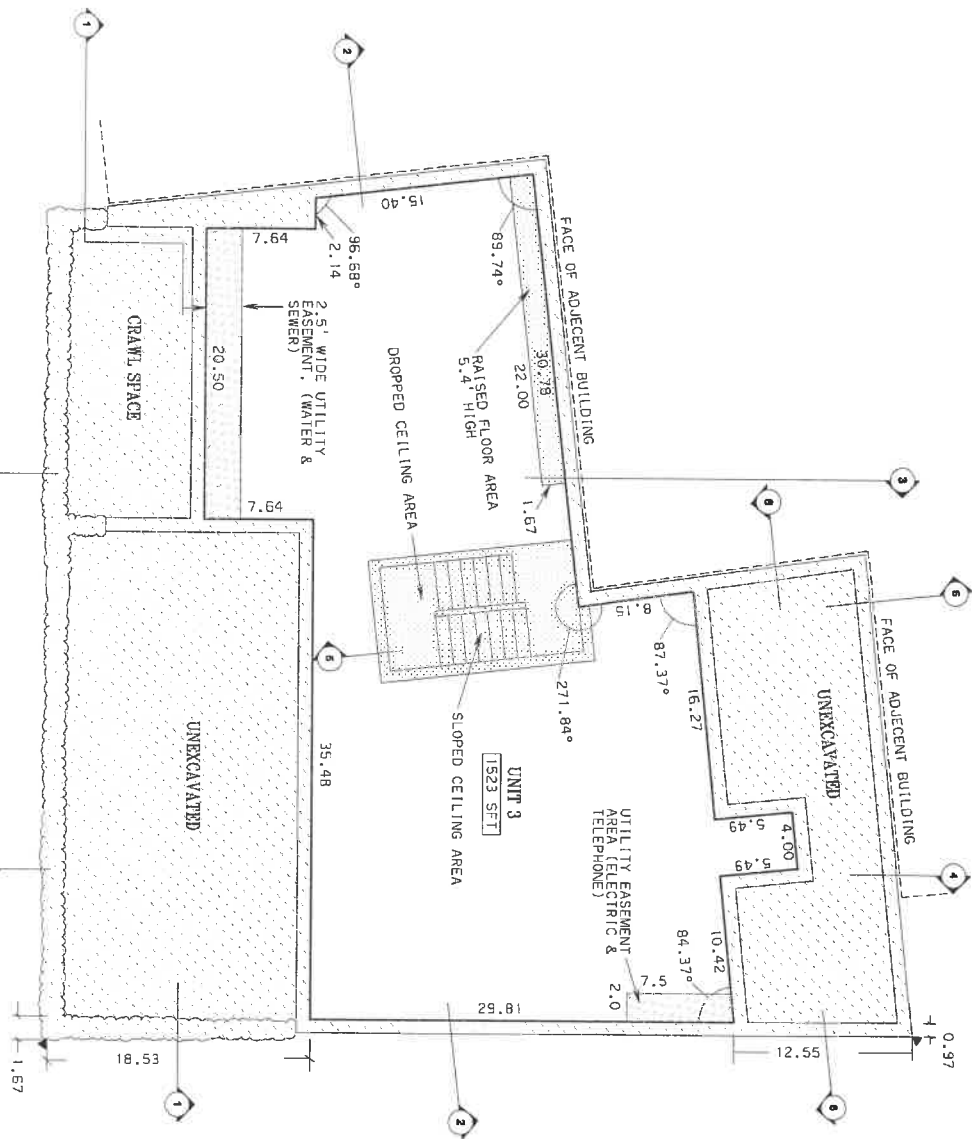 1
2
15.40
96.68°
2.14
7.64
89.74°
FACE OF ADJECENT BUILDING
30.78
22.00
RAISED FLOOR AREA
5.4' HIGH
DROPPED CEILING AREA
2.5' WIDE UTILITY
EASEMENT, (WATER &
SEWER)
20.50
CRAWL SPACE
7.64
1.67
3
6
5
8.15
87.37°
271.84°
FACE OF ADJECENT BUILDING
UNEXCAVATED
16.27
5
SLOPED CEILING AREA
UNIT 3
1523 SFT
35.48
UNEXCAVATED
5.49
4.00
5.49
4
UTILITY EASEMENT
AREA (ELECTRIC &
TELEPHONE)
10.42
84.37°
7.5
2.0
29.81
0.97
12.55
18.53
1.67
1
2
6